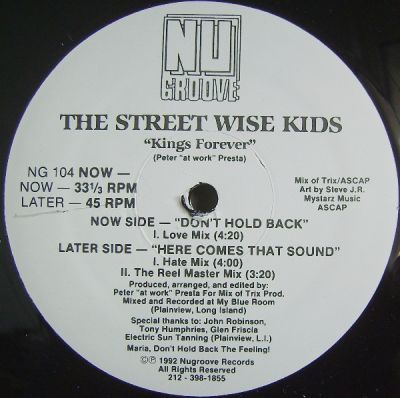 NU
GROOVE
THE STREET WISE KIDS
"Kings Forever"
(Peter "at work" Presta)
NG 104 NOW —
NOW — 33 1/3 RPM
LATER — 45 RPM
Mix of Trix/ASCAP
Art by Steve J.R.
Mystarz Music
ASCAP
NOW SIDE — "DON'T HOLD BACK"
I. Love Mix (4:20)
LATER SIDE — "HERE COMES THAT SOUND"
I. Hate Mix (4:00)
II. The Reel Master Mix (3:20)
Produced, arranged, and edited by:
Peter "at work" Presta For Mix of Trix Prod.
Mixed and Recorded at My Blue Room
(Plainview, Long Island)
Special thanks to: John Robinson,
Tony Humphries, Glen Friscia
Electric Sun Tanning (Plainview, L.I.)
Maria, Don't Hold Back The Feeling!
©℗ 1992 Nugroove Records
All Rights Reserved
212 - 398-1855